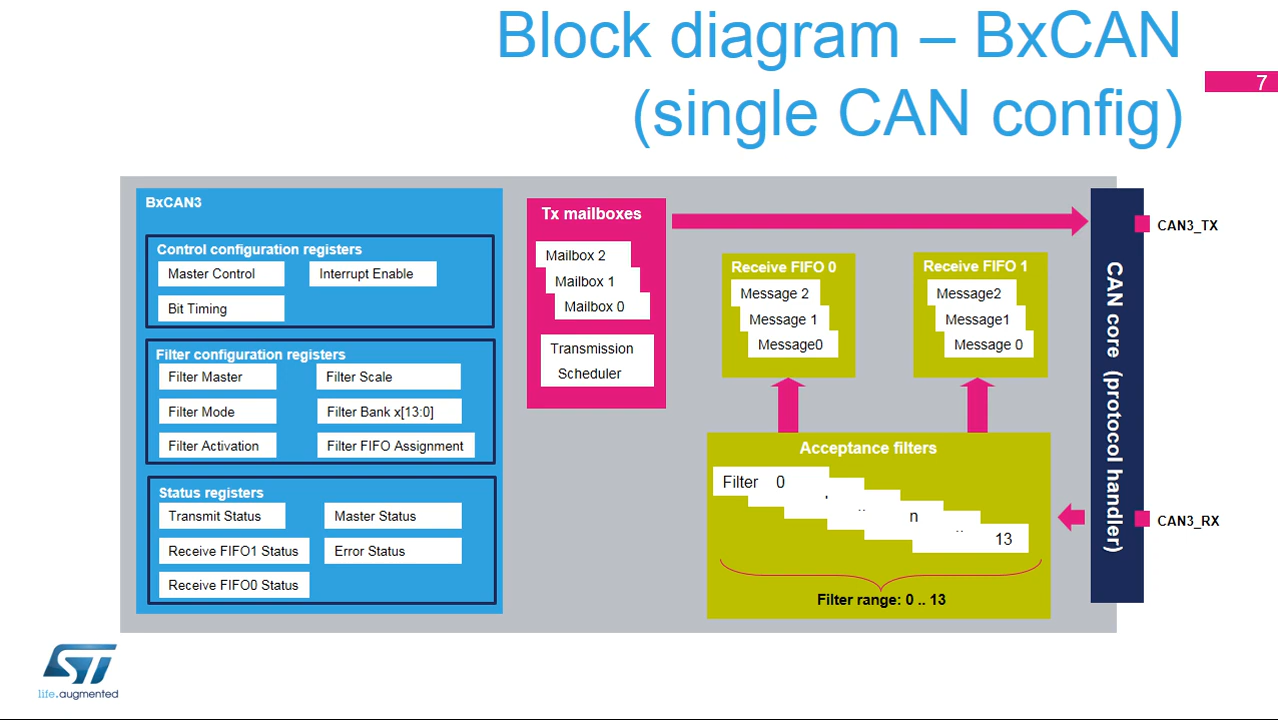 Block diagram – BxCAN
(single CAN config)
7
BxCAN3
Control configuration registers
Master Control
Interrupt Enable
Bit Timing
Filter configuration registers
Filter Master
Filter Scale
Filter Mode
Filter Bank x[13:0]
Filter Activation
Filter FIFO Assignment
Status registers
Transmit Status
Master Status
Receive FIFO1 Status
Error Status
Receive FIFO0 Status
Tx mailboxes
Mailbox 2
Mailbox 1
Mailbox 0
Transmission
Scheduler
Receive FIFO 0
Message 2
Message 1
Message0
Receive FIFO 1
Message2
Message1
Message 0
Acceptance filters
Filter 0
.
..
n
..
13
Filter range: 0 .. 13
CAN core (protocol handler)
CAN3_TX
CAN3_RX
ST
life.augmented